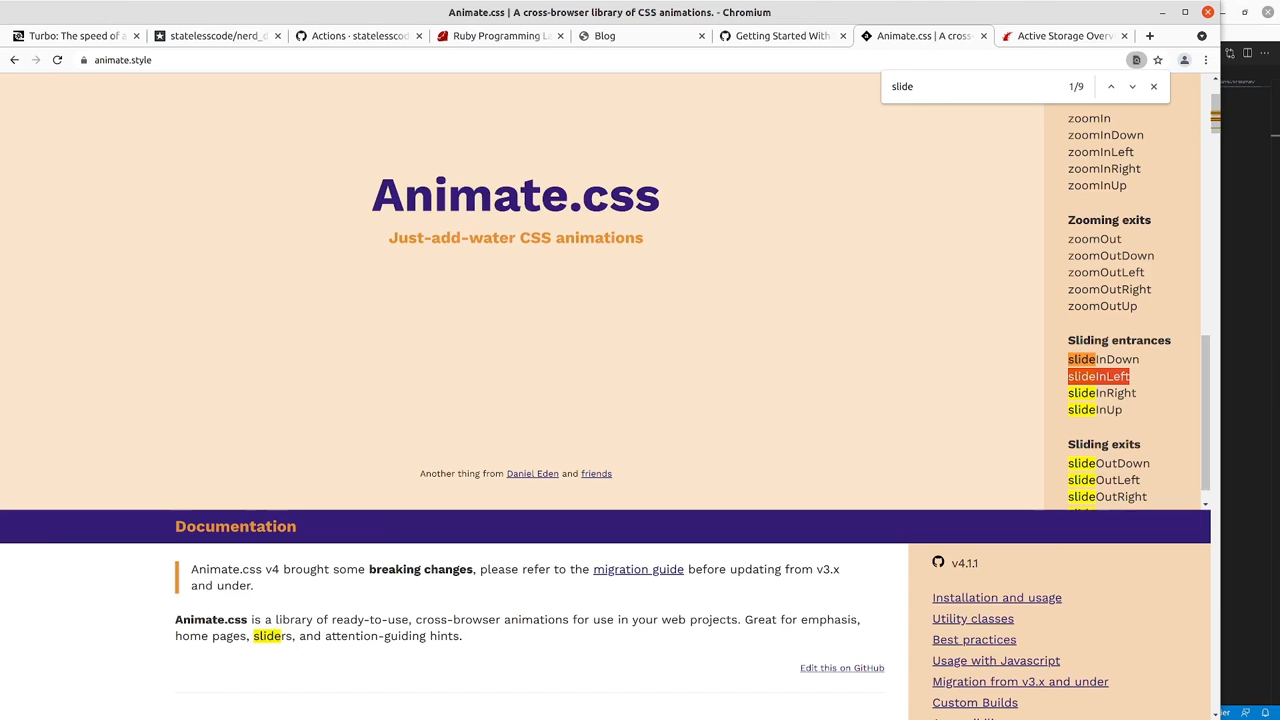 Animate.css | A cross-browser library of CSS animations. - Chromium
Turbo: The speed of a
statelesscode/nerd_d
Actions · statelesscod
Ruby Programming La
Blog
Getting Started With
Animate.css | A cross-
Active Storage Overv
animate.style
slide
1/9
zoomIn
zoomInDown
zoomInLeft
zoomInRight
zoomInUp
Zooming exits
zoomOut
zoomOutDown
zoomOutLeft
zoomOutRight
zoomOutUp
Sliding entrances
slideInDown
slideInLeft
slideInRight
slideInUp
Sliding exits
slideOutDown
slideOutLeft
slideOutRight
Animate.css
Just-add-water CSS animations
Another thing from Daniel Eden and friends
Documentation
Animate.css v4 brought some breaking changes, please refer to the migration guide before updating from v3.x
and under.
Animate.css is a library of ready-to-use, cross-browser animations for use in your web projects. Great for emphasis,
home pages, sliders, and attention-guiding hints.
Edit this on GitHub
v4.1.1
Installation and usage
Utility classes
Best practices
Usage with Javascript
Migration from v3.x and under
Custom Builds